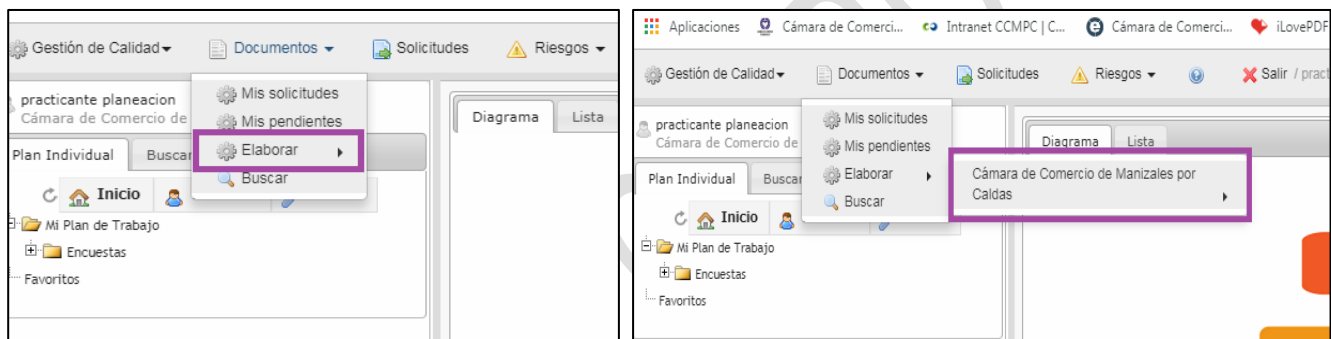 Gestión de Calidad
Documentos
Solicitudes
Riesgos
Mis solicitudes
Mis pendientes
Elaborar
Buscar
practicante planeacion
Cámara de Comercio de
Plan Individual
Buscar
Diagrama
Lista
Inicio
Mi Plan de Trabajo
Encuestas
Favoritos
Aplicaciones
Cámara de Comerci...
Intranet CCMPC | C...
Cámara de Comerci...
iLovePDF
Gestión de Calidad
Documentos
Solicitudes
Riesgos
Salir / pract
Mis solicitudes
Mis pendientes
Elaborar
Buscar
Cámara de Comercio de Manizales por
Caldas
practicante planeacion
Cámara de Comercio de
Plan Individual
Buscar
Diagrama
Lista
Inicio
Mi Plan de Trabajo
Encuestas
Favoritos